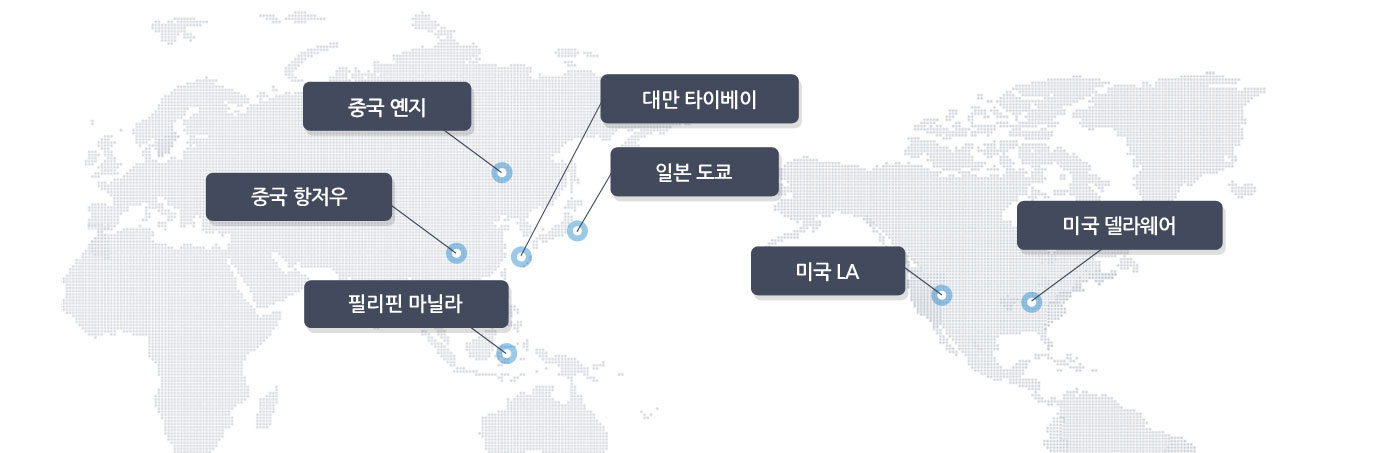 중국 옌지
대만 타이베이
일본 도쿄
중국 항저우
미국 델라웨어
미국 LA
필리핀 마닐라